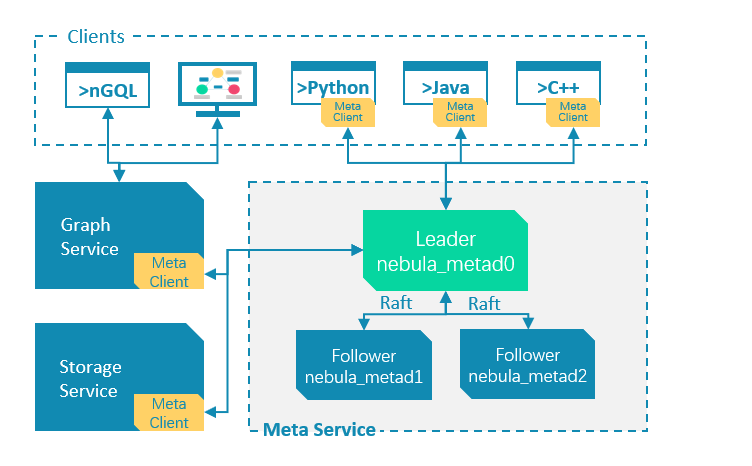 Clients
>nGQL
>Python
Meta
Client
>Java
Meta
Client
>C++
Meta
Client
Graph
Service
Meta
Client
Storage
Service
Meta
Client
Leader
nebula_metad0
Raft
Raft
Follower
nebula_metad1
Follower
nebula_metad2
Meta Service